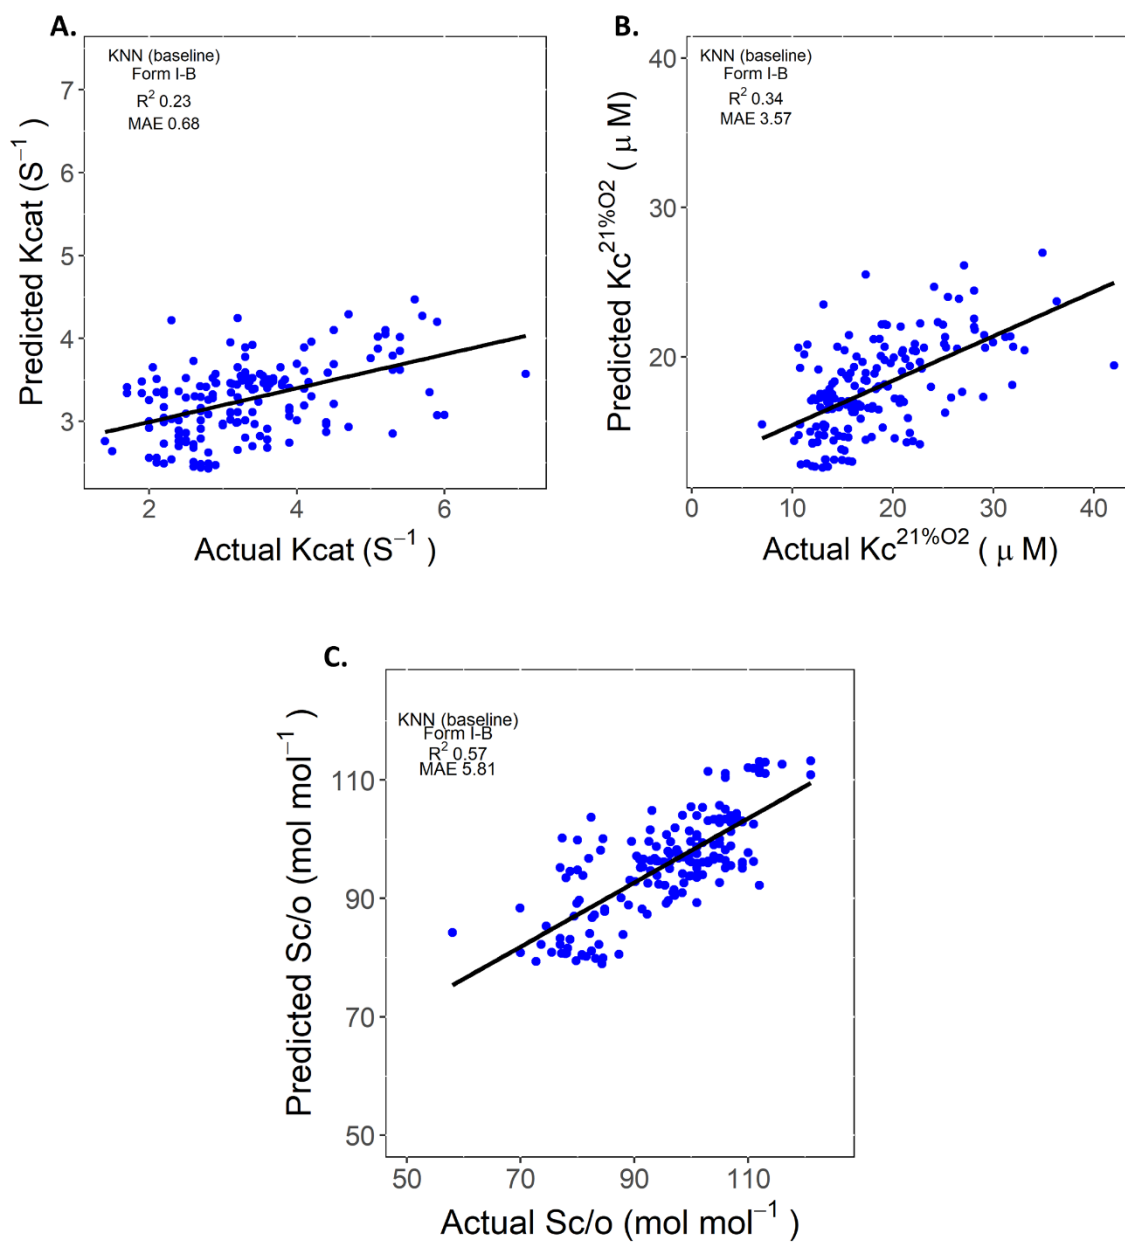 A.
KNN (baseline)
Form I-B
R² 0.23
MAE 0.68
7
6
5
4
3
2
4
6
Predicted Kcat (S⁻¹)
Actual Kcat (S⁻¹)
B.
KNN (baseline)
Form I-B
R² 0.34
MAE 3.57
40
30
20
0
10
20
30
40
Predicted Kc²¹%O² ( μ M)
Actual Kc²¹%O² ( μ M)
C.
KNN (baseline)
Form I-B
R² 0.57
MAE 5.81
110
90
70
50
50
70
90
110
Predicted Sc/o (mol mol⁻¹ )
Actual Sc/o (mol mol⁻¹ )